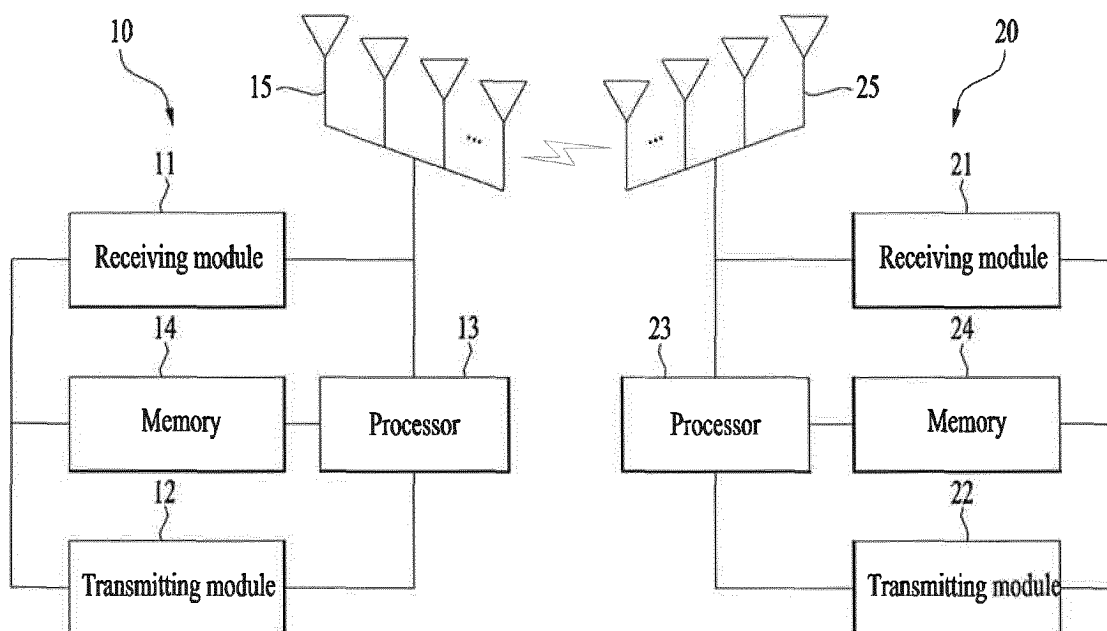 10
20
15
25
...
...
11
21
Receiving module
Receiving module
14
13
23
24
Memory
Processor
Processor
Memory
12
22
Transmitting module
Transmitting module